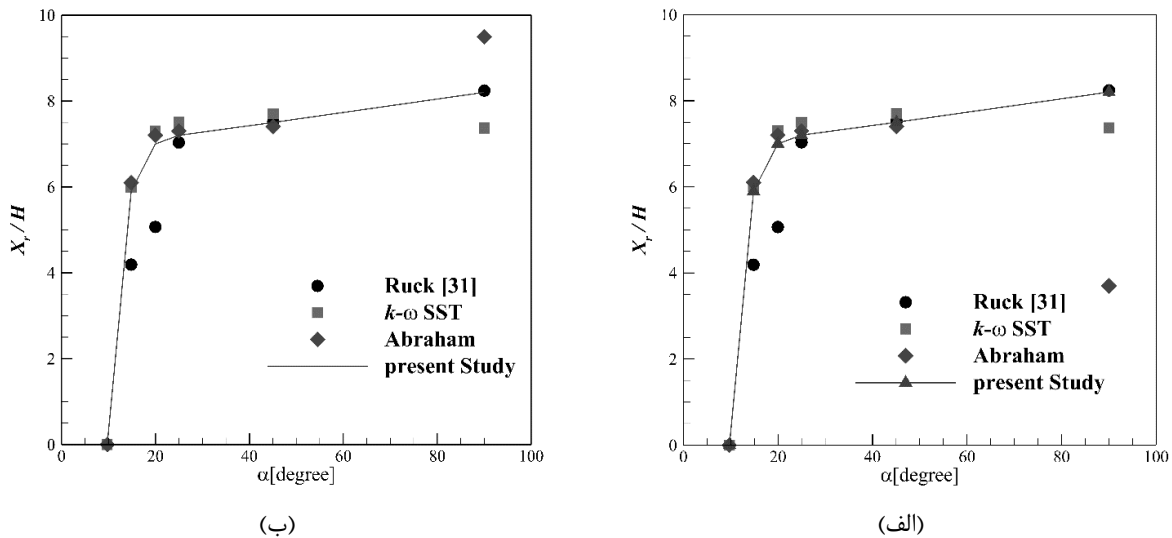 10
8
6
4
2
0
X_r / H
0
20
40
60
80
100
α[degree]
Ruck [31]
k-ω SST
Abraham
present Study
(ب)
10
8
6
4
2
0
X_r / H
0
20
40
60
80
100
α[degree]
Ruck [31]
k-ω SST
Abraham
present Study
(الف)